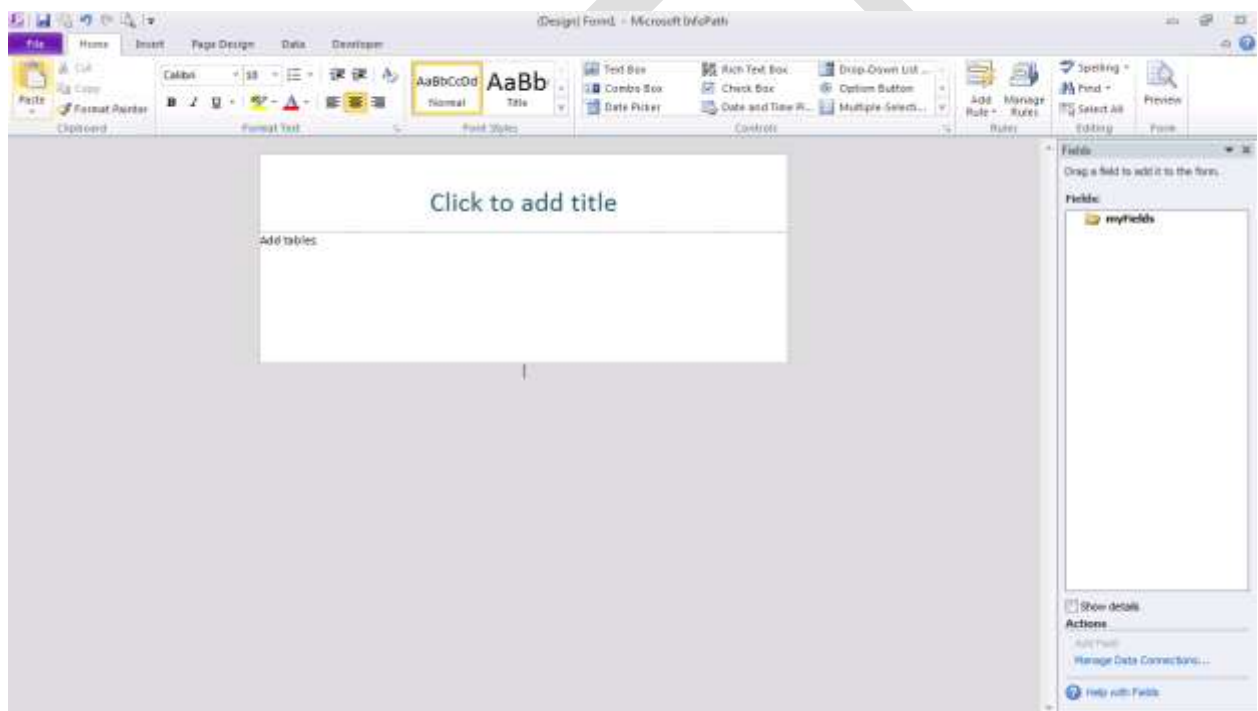 (Design) Form1 - Microsoft InfoPath
File Home Insert Page Design Data Developer
Paste
Cut
Copy
Format Painter
Clipboard
Calibri 10
B I U A
Format Text
AaBbCcDd
Normal
AaBb
Title
Font Styles
Text Box
Combo Box
Date Picker
Rich Text Box
Check Box
Date and Time Pi...
Drop-Down List ...
Option Button
Multiple-Selecti...
Controls
Add Rule
Manage Rules
Rules
Spelling
Find
Select All
Editing
Preview
Form
Click to add title
Add tables
Fields
Drag a field to add it to the form.
Fields:
myFields
Show details
Actions
Add Field
Manage Data Connections...
Help with Fields